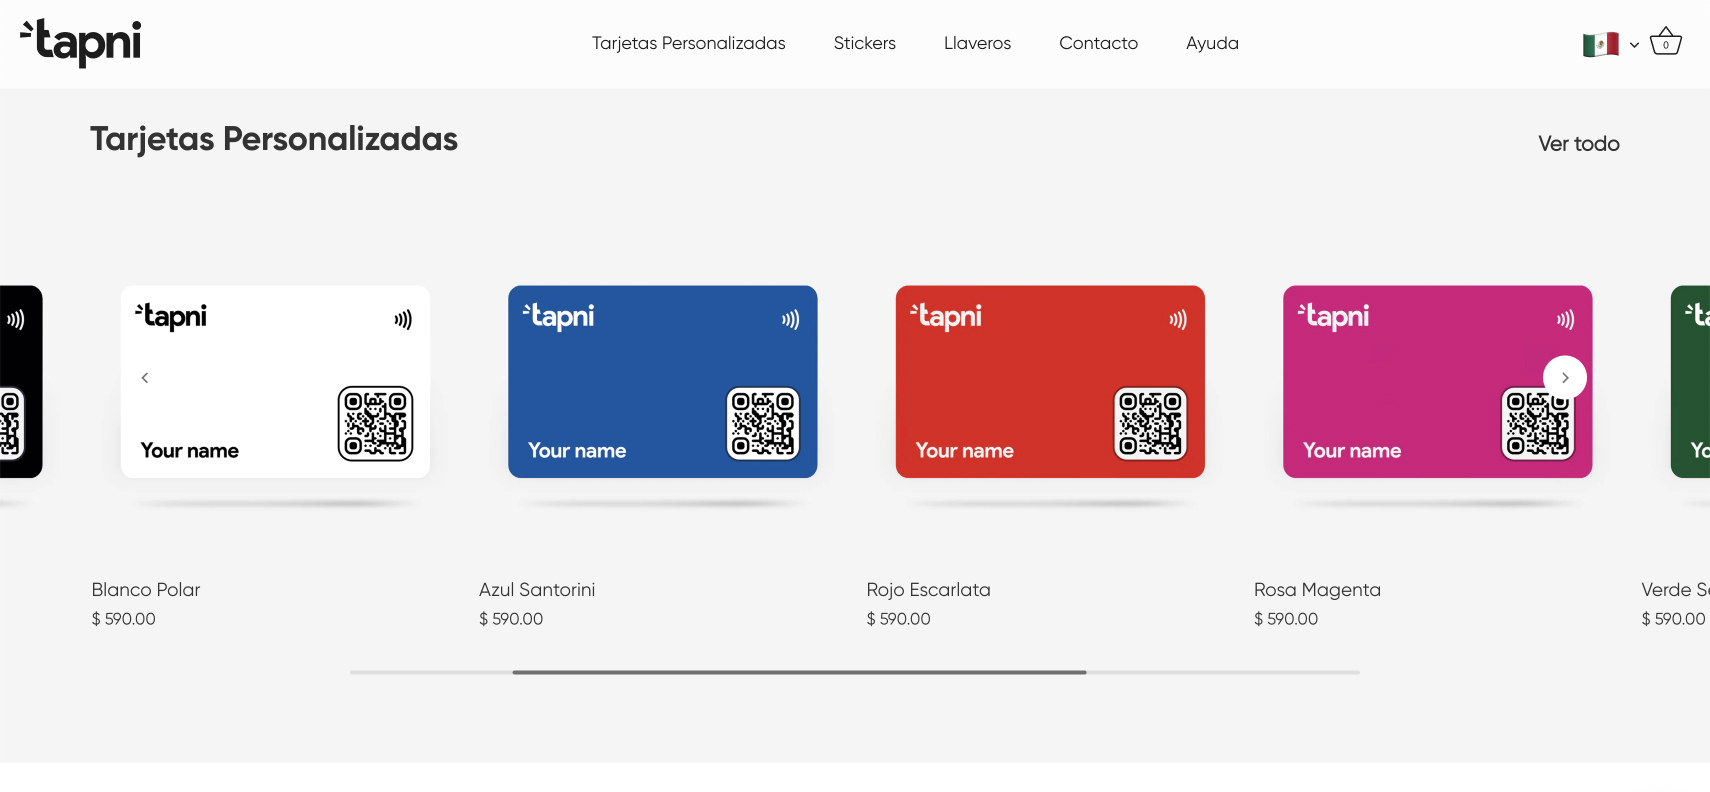 tapni
Tarjetas Personalizadas
Stickers
Llaveros
Contacto
Ayuda
0
Tarjetas Personalizadas
Ver todo
tapni
Your name
tapni
Your name
tapni
Your name
tapni
Your name
Blanco Polar
$ 590.00
Azul Santorini
$ 590.00
Rojo Escarlata
$ 590.00
Rosa Magenta
$ 590.00
Verde
$ 590.00